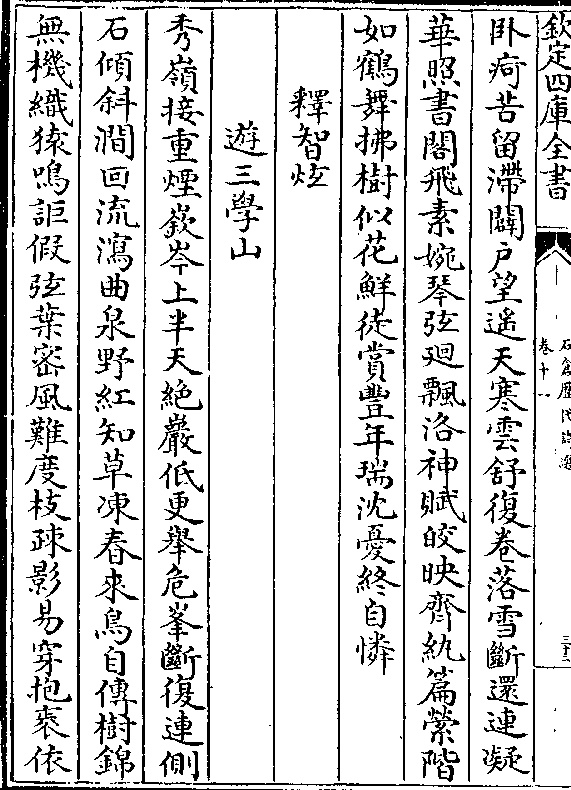 欽定四庫全書
石倉歷代詩選
卷十一
三十二
卧疴苦留滯闢戶望遥天寒雲舒復卷落雪斷還連凝
華照書閣飛素婉琴弦廻飄洛神賦皎映齊紈篇縈階
如鶴舞拂樹似花鮮徒賞豐年瑞沈憂終自憐
釋智炫
遊三學山
秀嶺接重煙嶔岑上半天絶巖低更舉危峯斷復連側
石傾斜澗回流瀉曲泉野紅知草凍春來鳥自傳樹錦
無機織猿鳴詎假弦葉密風難度枝疎影易穿抱袠依